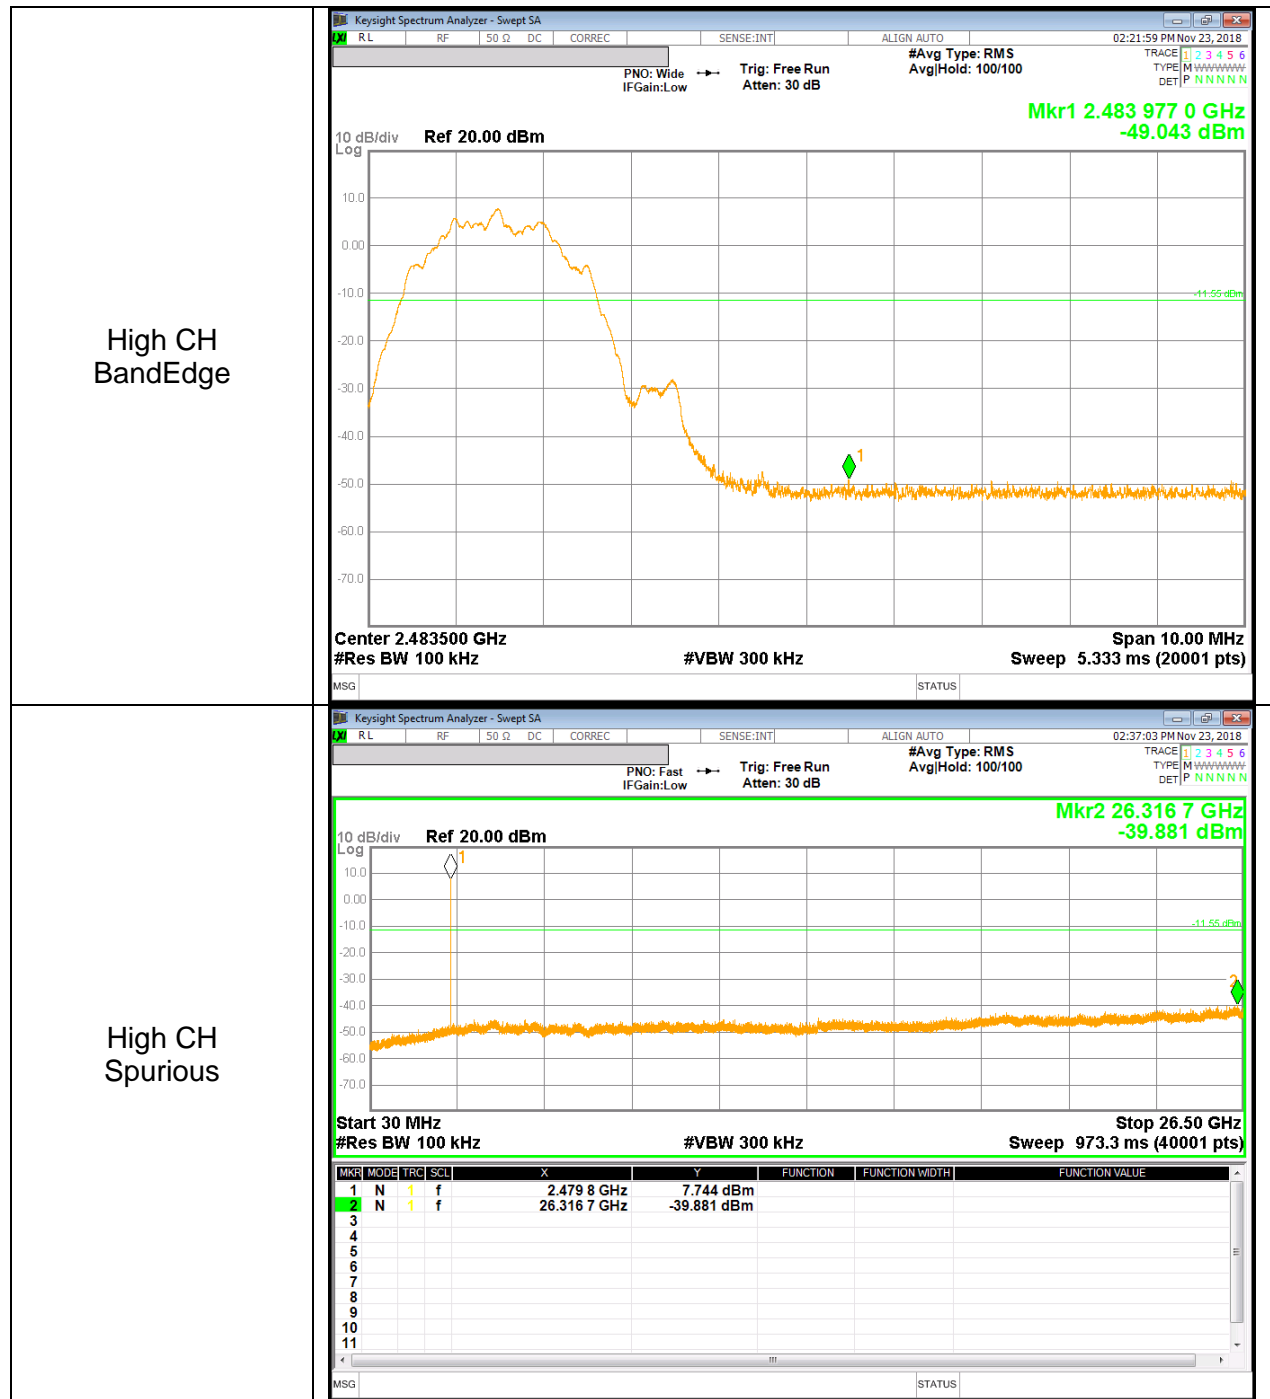 High CH
BandEdge
Keysight Spectrum Analyzer - Swept SA
LXI RL RF 50 Ω DC CORREC SENSE:INT ALIGN AUTO 02:21:59 PM Nov 23, 2018
#Avg Type: RMS TRACE 1 2 3 4 5 6
PNO: Wide Trig: Free Run Avg|Hold: 100/100 TYPE M WWWWW
IFGain:Low Atten: 30 dB DET P N N N N N
Mkr1 2.483 977 0 GHz
10 dB/div Ref 20.00 dBm -49.043 dBm
Log
10.0
0.00
-10.0 -11.55 dBm
-20.0
-30.0
-40.0
1
-50.0
-60.0
-70.0
Center 2.483500 GHz Span 10.00 MHz
#Res BW 100 kHz #VBW 300 kHz Sweep 5.333 ms (20001 pts)
MSG STATUS
High CH
Spurious
Keysight Spectrum Analyzer - Swept SA
LXI RL RF 50 Ω DC CORREC SENSE:INT ALIGN AUTO 02:37:03 PM Nov 23, 2018
#Avg Type: RMS TRACE 1 2 3 4 5 6
PNO: Fast Trig: Free Run Avg|Hold: 100/100 TYPE M WWWWW
IFGain:Low Atten: 30 dB DET P N N N N N
Mkr2 26.316 7 GHz
10 dB/div Ref 20.00 dBm -39.881 dBm
Log
1
10.0
0.00
-10.0 -11.55 dBm
-20.0
-30.0
2
-40.0
-50.0
-60.0
-70.0
Start 30 MHz Stop 26.50 GHz
#Res BW 100 kHz #VBW 300 kHz Sweep 973.3 ms (40001 pts)
MKR MODE TRC SCL X Y FUNCTION FUNCTION WIDTH FUNCTION VALUE
1 N 1 f 2.479 8 GHz 7.744 dBm
2 N 1 f 26.316 7 GHz -39.881 dBm
3
4
5
6
7
8
9
10
11
MSG STATUS